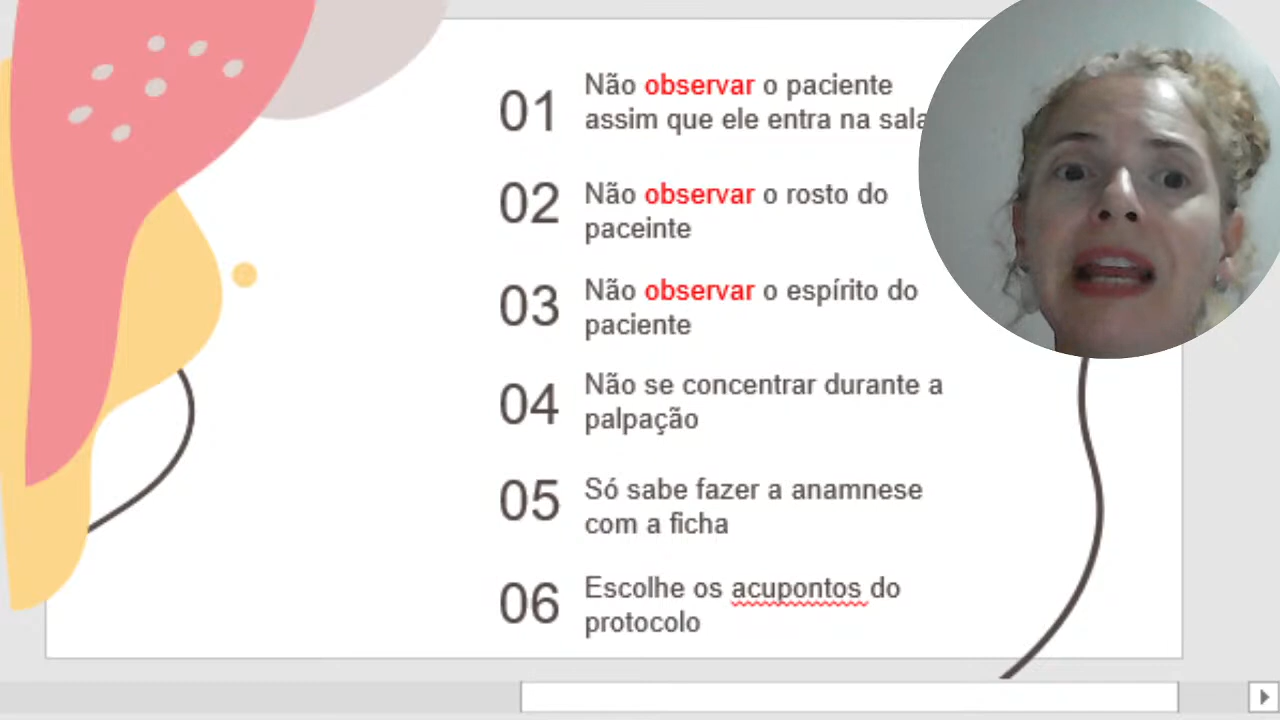 01
Não observar o paciente
assim que ele entra na sala
02
Não observar o rosto do
paceinte
03
Não observar o espírito do
paciente
04
Não se concentrar durante a
palpação
05
Só sabe fazer a anamnese
com a ficha
06
Escolhe os acupontos do
protocolo